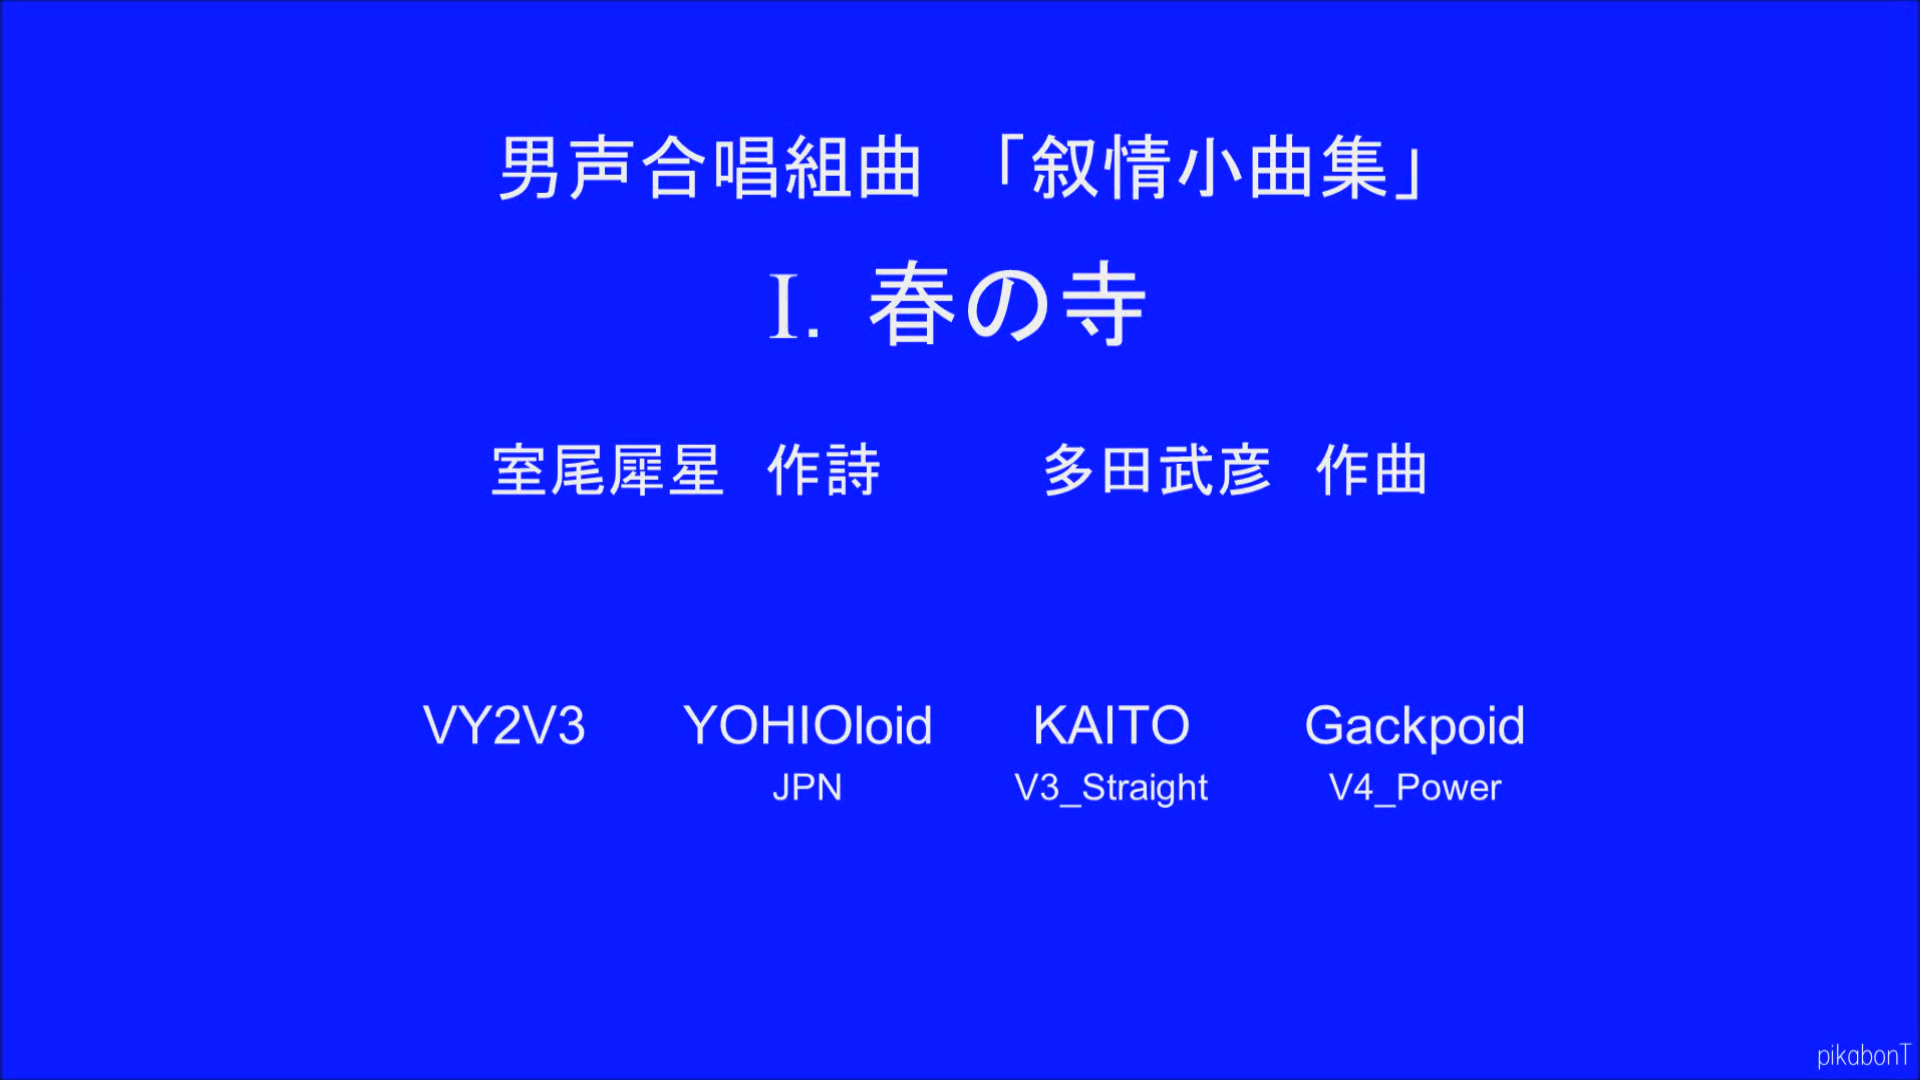 男声合唱組曲　「叙情小曲集」
I. 春の寺
室尾犀星　作詩　　多田武彦　作曲
VY2V3 YOHIOloid KAITO Gackpoid
JPN V3_Straight V4_Power
pikabonT